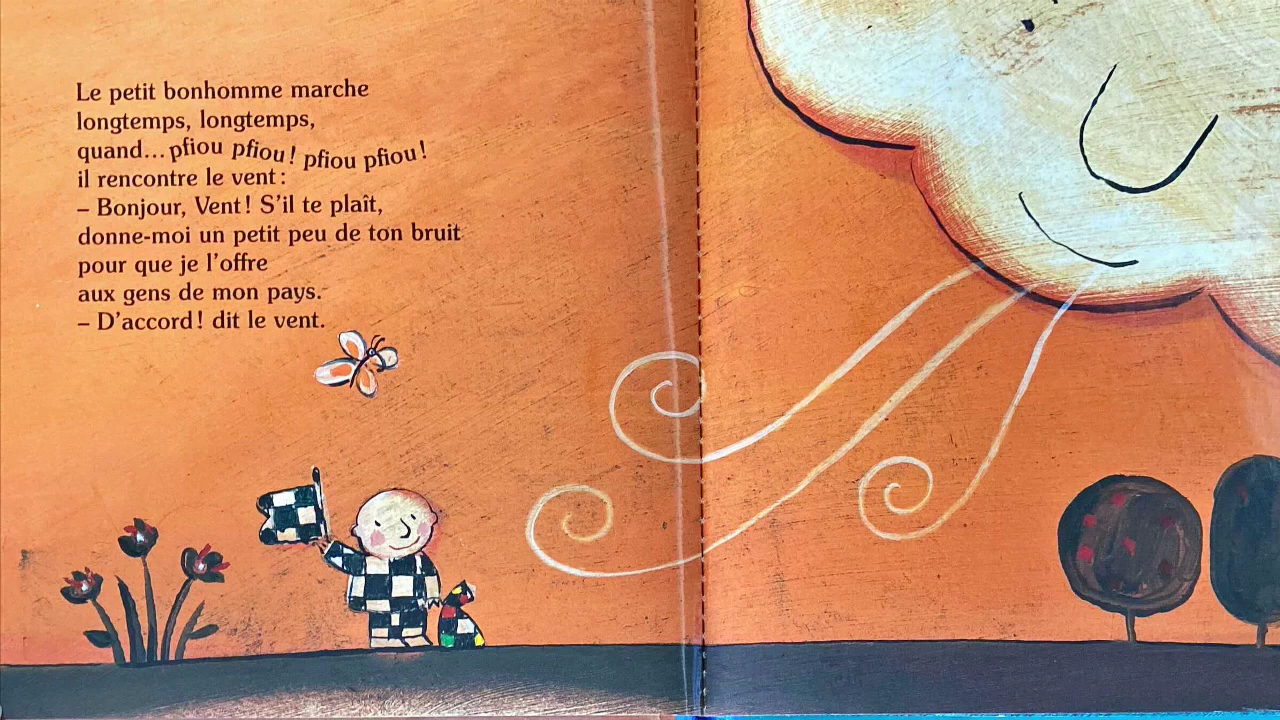 Le petit bonhomme marche
longtemps, longtemps,
quand... pfiou pfiou! pfiou pfiou!
il rencontre le vent :
– Bonjour, Vent! S'il te plaît,
donne-moi un petit peu de ton bruit
pour que je l'offre
aux gens de mon pays.
– D'accord! dit le vent.